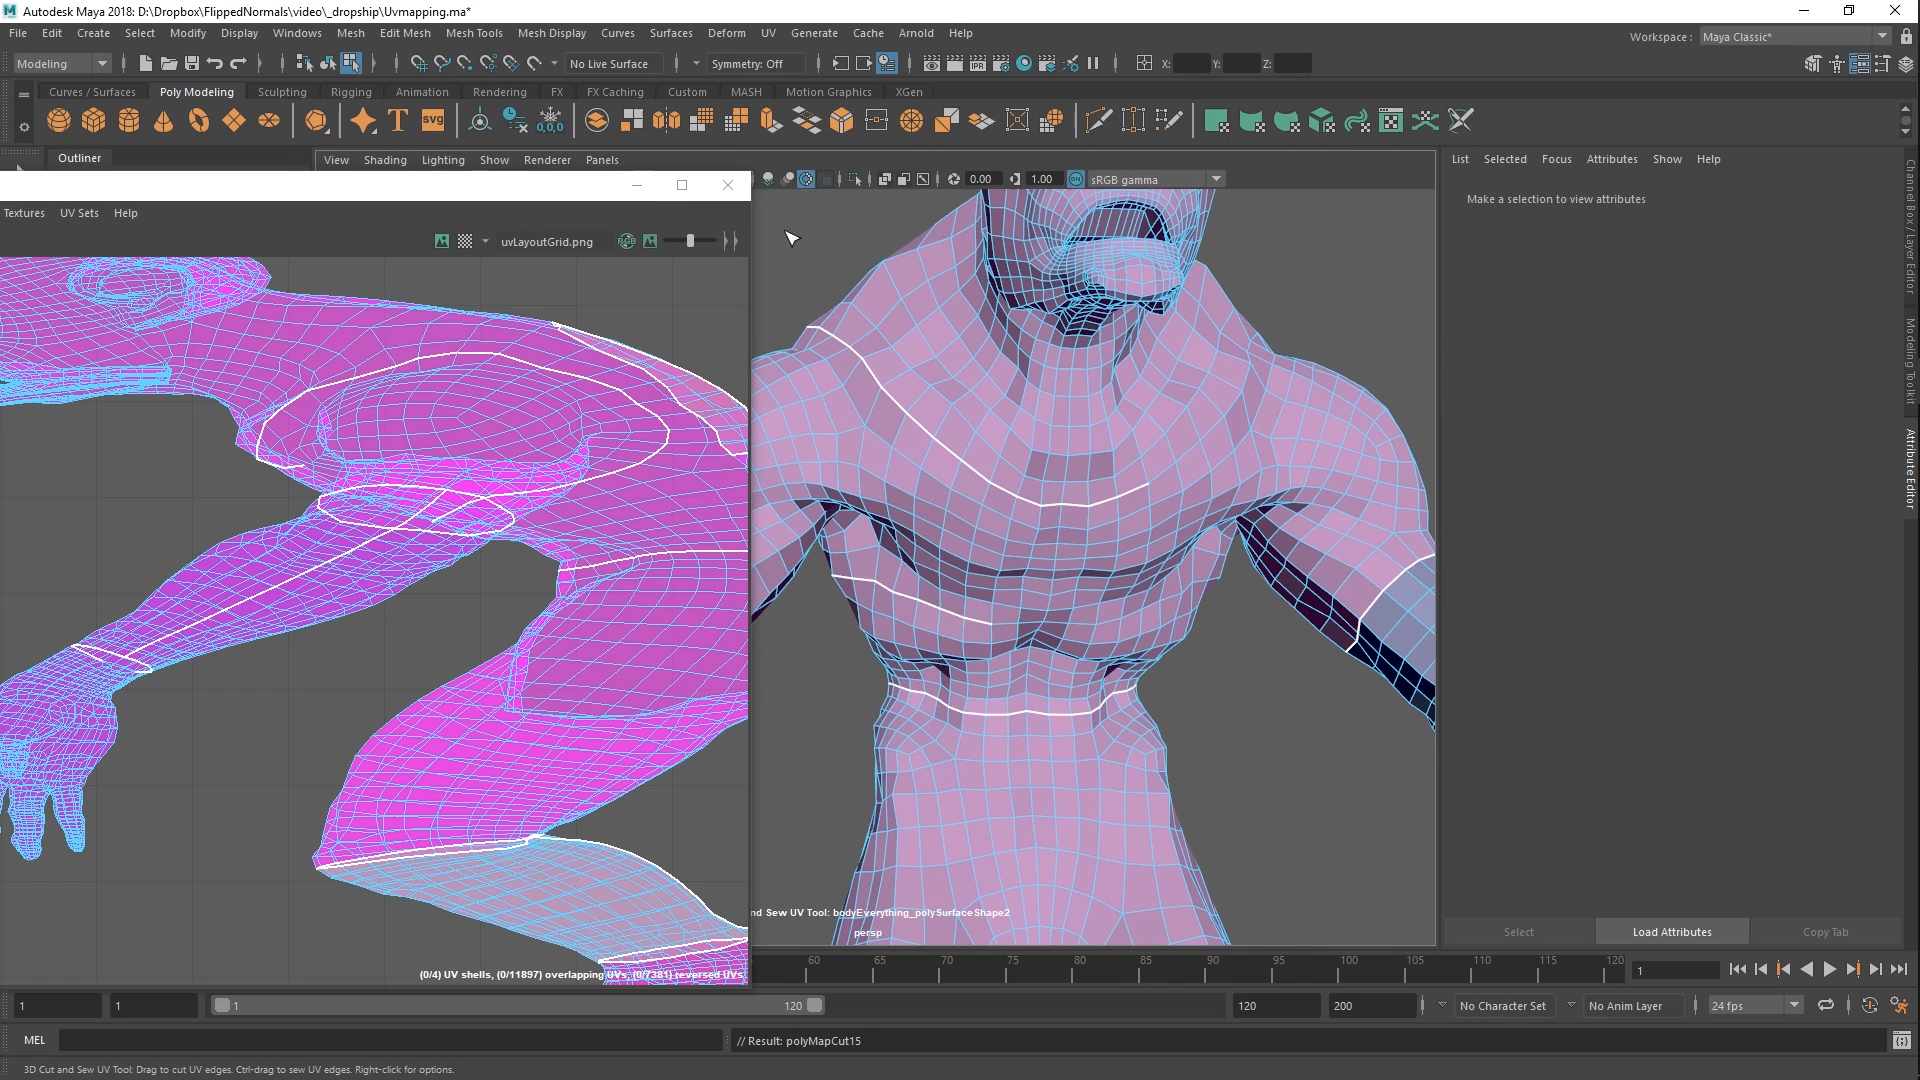 Autodesk Maya 2018: D:\Dropbox\FlippedNormals\video\_dropship\Uvmapping.ma*
File Edit Create Select Modify Display Windows Mesh Edit Mesh Mesh Tools Mesh Display Curves Surfaces Deform UV Generate Cache Arnold Help
Workspace : Maya Classic*
Modeling No Live Surface Symmetry: Off X: Y: Z:
Curves / Surfaces Poly Modeling Sculpting Rigging Animation Rendering FX FX Caching Custom MASH Motion Graphics XGen
T svg 0,0,0
Outliner
View Shading Lighting Show Renderer Panels
List Selected Focus Attributes Show Help
0.00 1.00 ON sRGB gamma
Make a selection to view attributes
Textures UV Sets Help
uvLayoutGrid.png RGB
Channel Box / Layer Editor
Modeling Toolkit
Attribute Editor
nd Sew UV Tool: bodyEverything_polySurfaceShape2
persp
Select Load Attributes Copy Tab
(0/4) UV shells, (0/11897) overlapping UVs, (0/7381) reversed UVs
60 65 70 75 80 85 90 95 100 105 110 115 120
1
1 1 1 120 120 200 No Character Set No Anim Layer 24 fps
MEL // Result: polyMapCut15
3D Cut and Sew UV Tool: Drag to cut UV edges. Ctrl-drag to sew UV edges. Right-click for options.